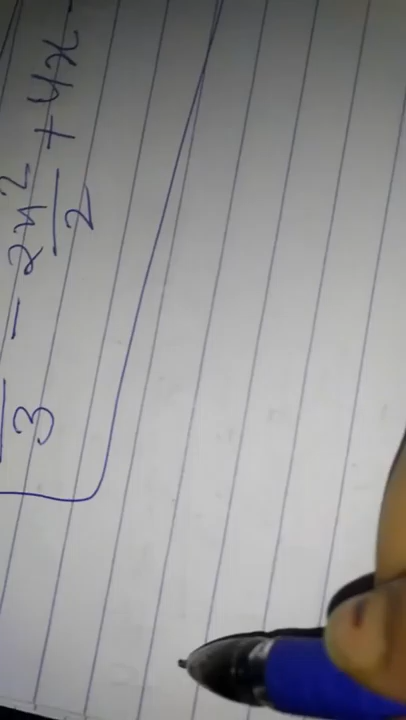 /3 - 2x²/2 + 4x -